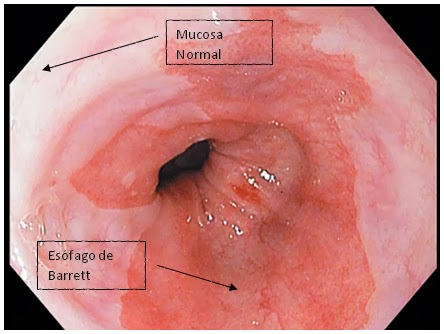 Mucosa
Normal
Esófago de
Barrett